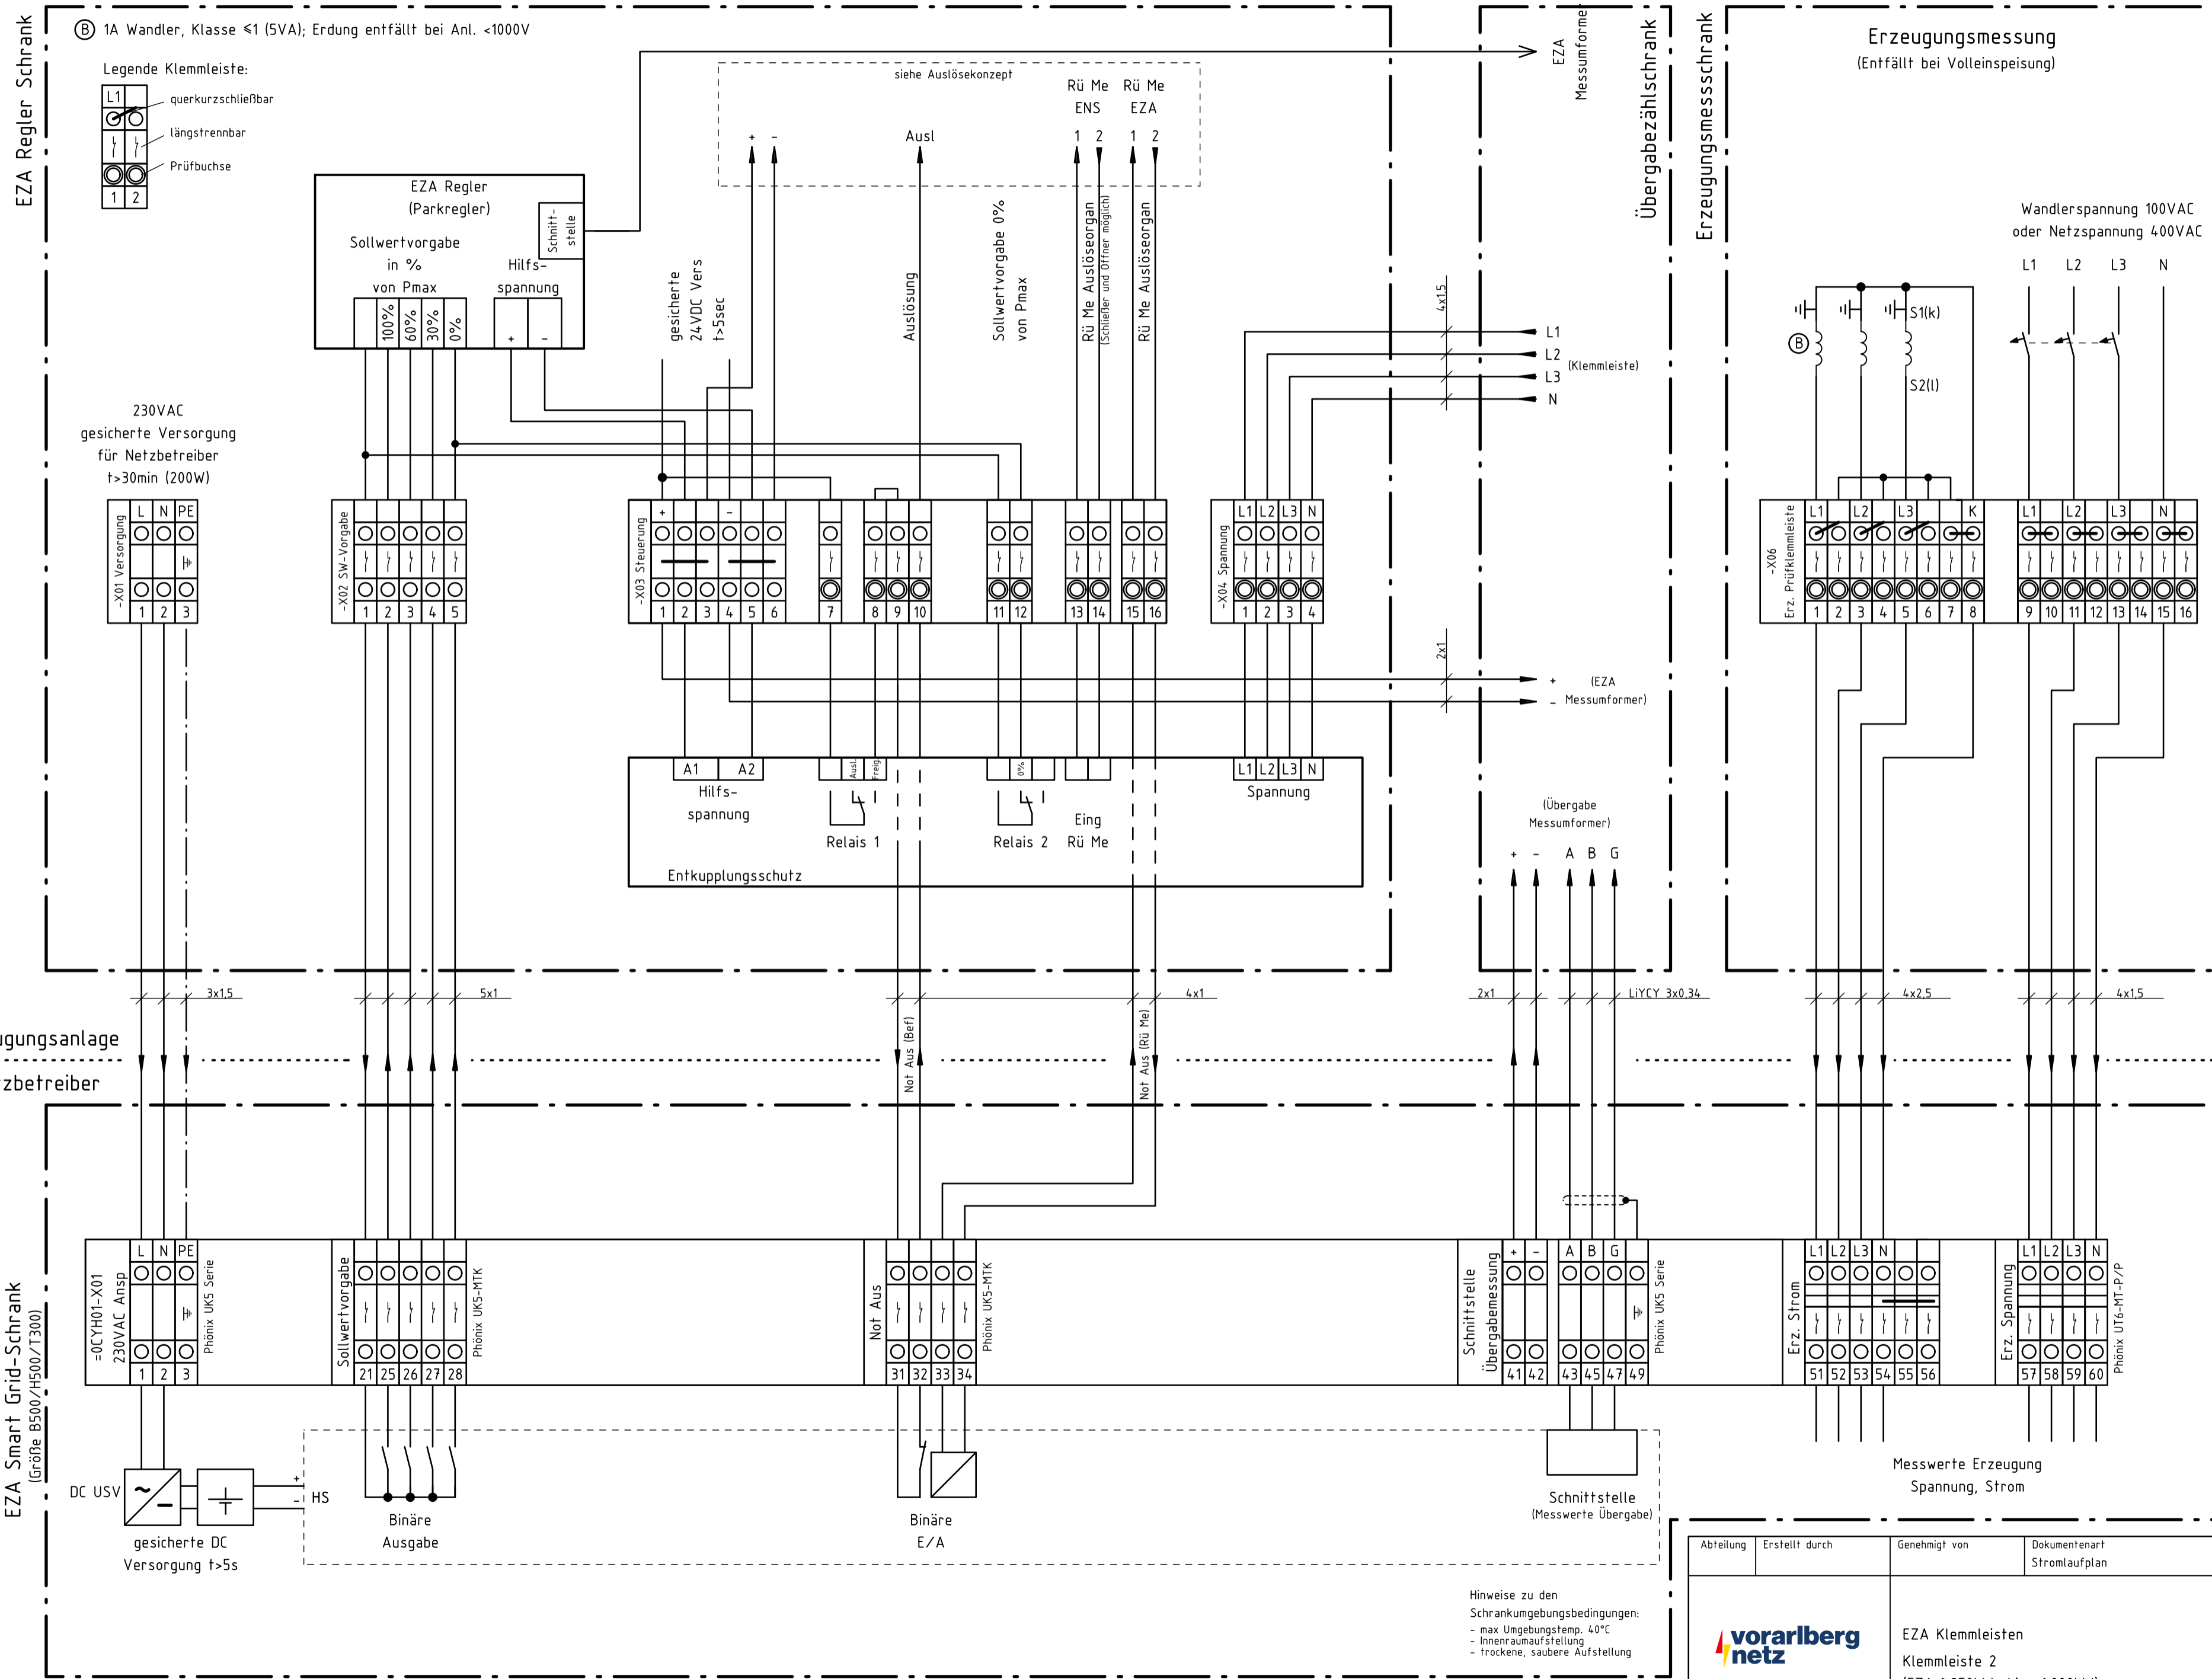 EZA Regler Schrank
Ⓑ 1A Wandler, Klasse ≤1 (5VA); Erdung entfällt bei Anl. <1000V
Legende Klemmleiste:
L1
querkurzschließbar
längstrennbar
Prüfbuchse
1 2
EZA Regler
(Parkregler)
Schnitt-
stelle
Sollwertvorgabe
in %
von Pmax
Hilfs-
spannung
100% 60% 30% 0%
+ -
siehe Auslösekonzept
+ -
Ausl
Rü Me
ENS
1 2
Rü Me
EZA
1 2
gesicherte
24VDC Vers
t>5sec
Auslösung
Sollwertvorgabe 0%
von Pmax
Rü Me Auslöseorgan
(Schließer und Öffner möglich)
Rü Me Auslöseorgan
EZA
Messumformer
Übergabezählschrank
4x1,5
L1
L2
L3
N
(Klemmleiste)
Erzeugungsmessschrank
Erzeugungsmessung
(Entfällt bei Volleinspeisung)
Wandlerspannung 100VAC
oder Netzspannung 400VAC
L1 L2 L3 N
S1(k)
Ⓑ
S2(l)
230VAC
gesicherte Versorgung
für Netzbetreiber
t>30min (200W)
-X01 Versorgung
L N PE
1 2 3
-X02 SW-Vorgabe
1 2 3 4 5
-X03 Steuerung
+ -
1 2 3 4 5 6 7 8 9 10 11 12 13 14 15 16
-X04 Spannung
L1 L2 L3 N
1 2 3 4
-X06
Erz. Prüfklemmleiste
L1 L2 L3 K L1 L2 L3 N
1 2 3 4 5 6 7 8 9 10 11 12 13 14 15 16
2x1
+
-
(EZA
Messumformer)
A1 A2
Hilfs-
spannung
Ausl.
Freig.
Relais 1
0%
Relais 2
Eing
Rü Me
L1 L2 L3 N
Spannung
Entkupplungsschutz
(Übergabe
Messumformer)
+ - A B G
3x1,5
5x1
4x1
2x1
LiYCY 3x0,34
4x2,5
4x1,5
Not Aus (Bef)
Not Aus (Rü Me)
ugungsanlage
zbetreiber
EZA Smart Grid-Schrank
(Größe B500/H500/T300)
=0CYH01-X01
230VAC Ansp
L N PE
1 2 3
Phönix UK5 Serie
Sollwertvorgabe
21 25 26 27 28
Phönix UK5-MTK
Not Aus
31 32 33 34
Phönix UK5-MTK
Schnittstelle
Übergabemessung
+ - A B G
41 42 43 45 47 49
Phönix UK5 Serie
Erz. Strom
L1 L2 L3 N
51 52 53 54 55 56
Erz. Spannung
L1 L2 L3 N
57 58 59 60
Phönix UT6-MT-P/P
DC USV
+
-
HS
gesicherte DC
Versorgung t>5s
Binäre
Ausgabe
Binäre
E/A
Schnittstelle
(Messwerte Übergabe)
Messwerte Erzeugung
Spannung, Strom
Hinweise zu den
Schrankumgebungsbedingungen:
- max Umgebungstemp. 40°C
- Innenraumaufstellung
- trockene, saubere Aufstellung
Abteilung
Erstellt durch
Genehmigt von
Dokumentenart
Stromlaufplan
vorarlberg
netz
EZA Klemmleisten
Klemmleiste 2